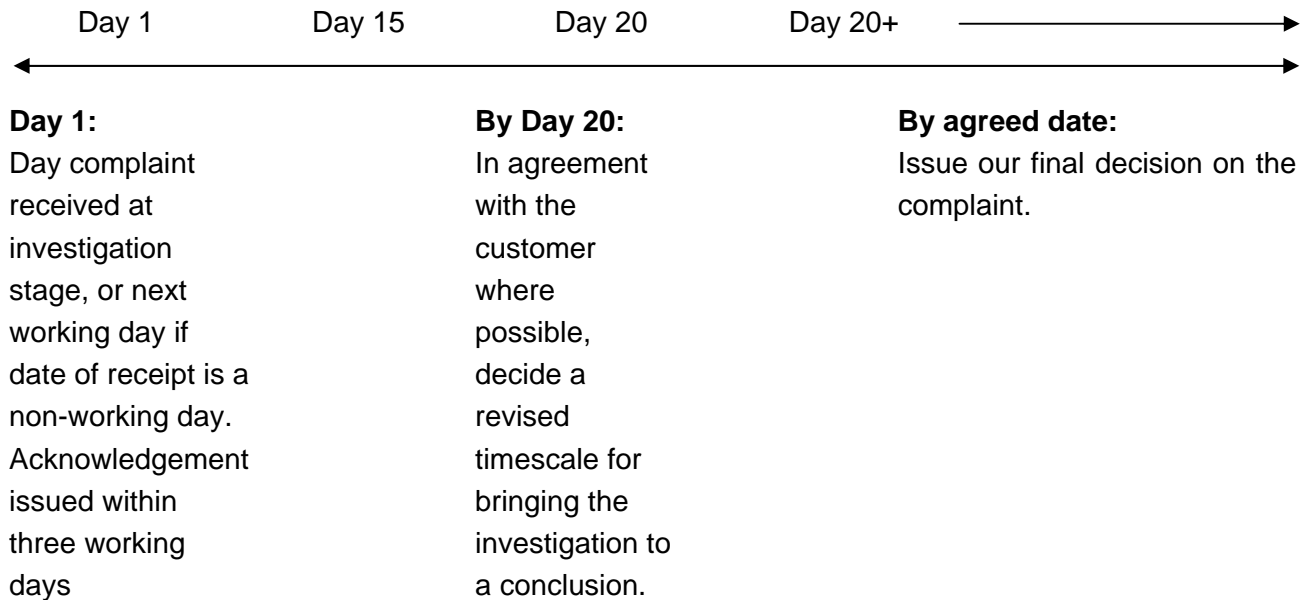 Day 1 Day 15 Day 20 Day 20+
Day 1:
Day complaint
received at
investigation
stage, or next
working day if
date of receipt is a
non-working day.
Acknowledgement
issued within
three working
days
By Day 20:
In agreement
with the
customer
where
possible,
decide a
revised
timescale for
bringing the
investigation to
a conclusion.
By agreed date:
Issue our final decision on the
complaint.